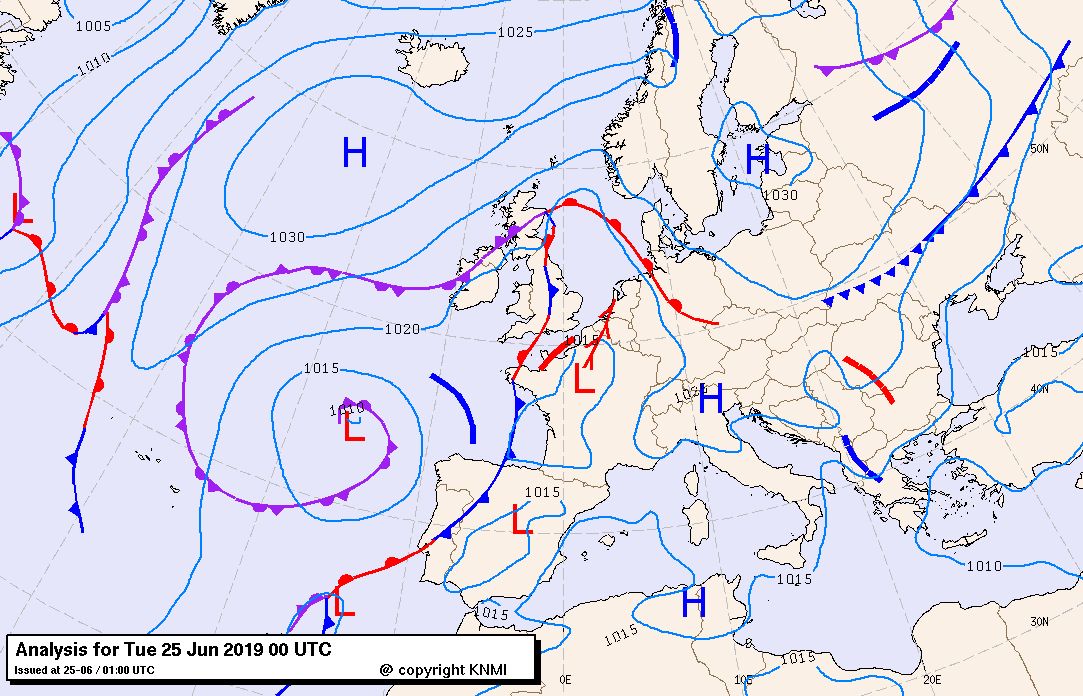 1005
1025
1010
H
50N
H
1030
L
1030
1015
1020
1015
1015
L
40N
1020
H
1010
L
1015
L
1010
1015
H
L
1015
1015
30N
Analysis for Tue 25 Jun 2019 00 UTC
Issued at 25-06 / 01:00 UTC
@ copyright KNMI
1015
0E
10E
20E